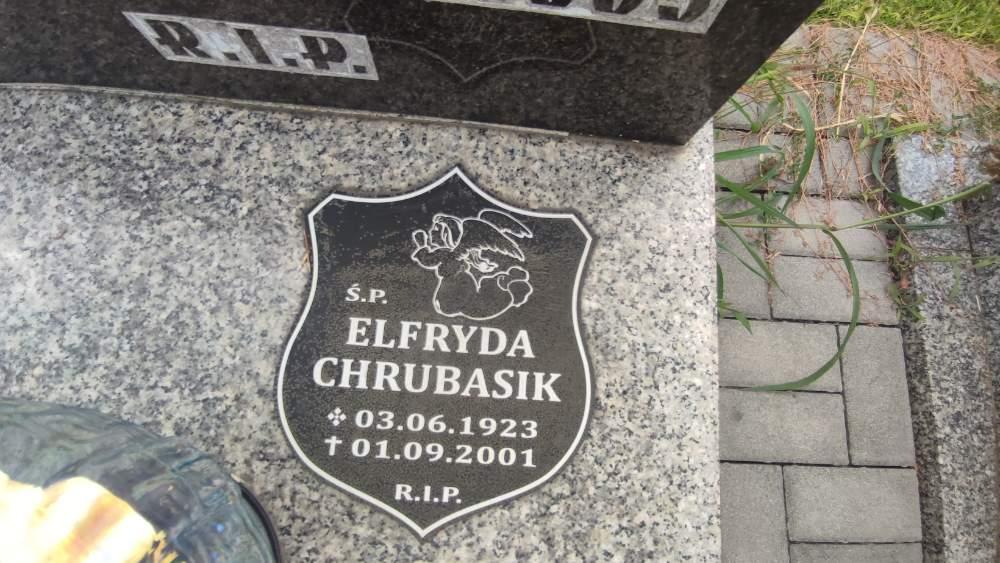 R.I.P.
Ś.P.
ELFRYDA
CHRUBASIK
03.06.1923
01.09.2001
R.I.P.